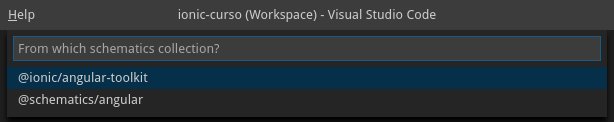 Help ionic-curso (Workspace) - Visual Studio Code
From which schematics collection?
@ionic/angular-toolkit
@schematics/angular